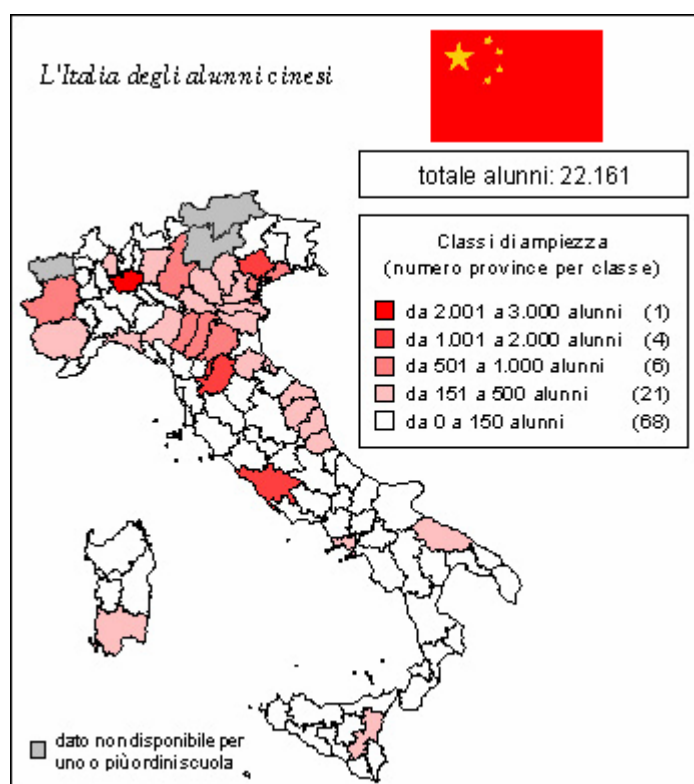 L'Italia degli alunni cinesi
totale alunni: 22.161
Classi di ampiezza
(numero province per classe)
da 2.001 a 3.000 alunni (1)
da 1.001 a 2.000 alunni (4)
da 501 a 1.000 alunni (6)
da 151 a 500 alunni (21)
da 0 a 150 alunni (68)
dato non disponibile per
uno o più ordini scuola